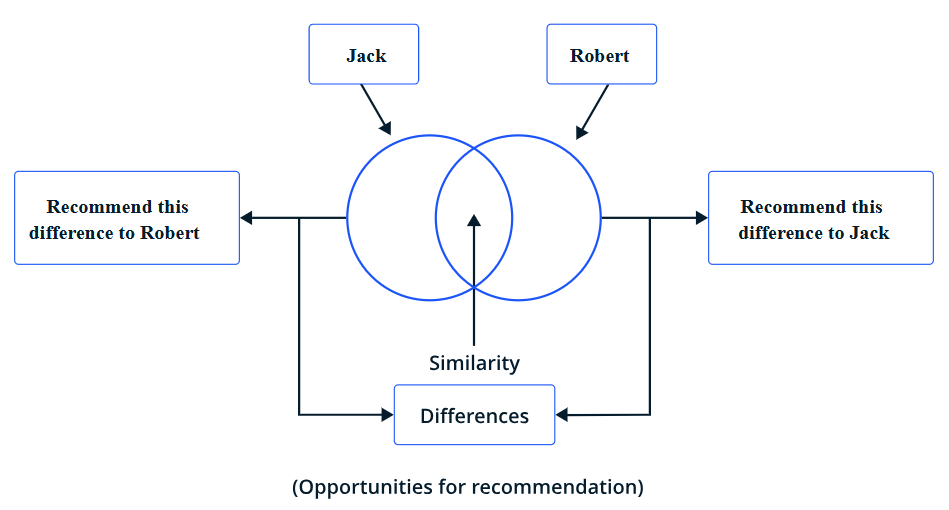 Jack
Robert
Recommend this
difference to Robert
Recommend this
difference to Jack
Similarity
Differences
(Opportunities for recommendation)